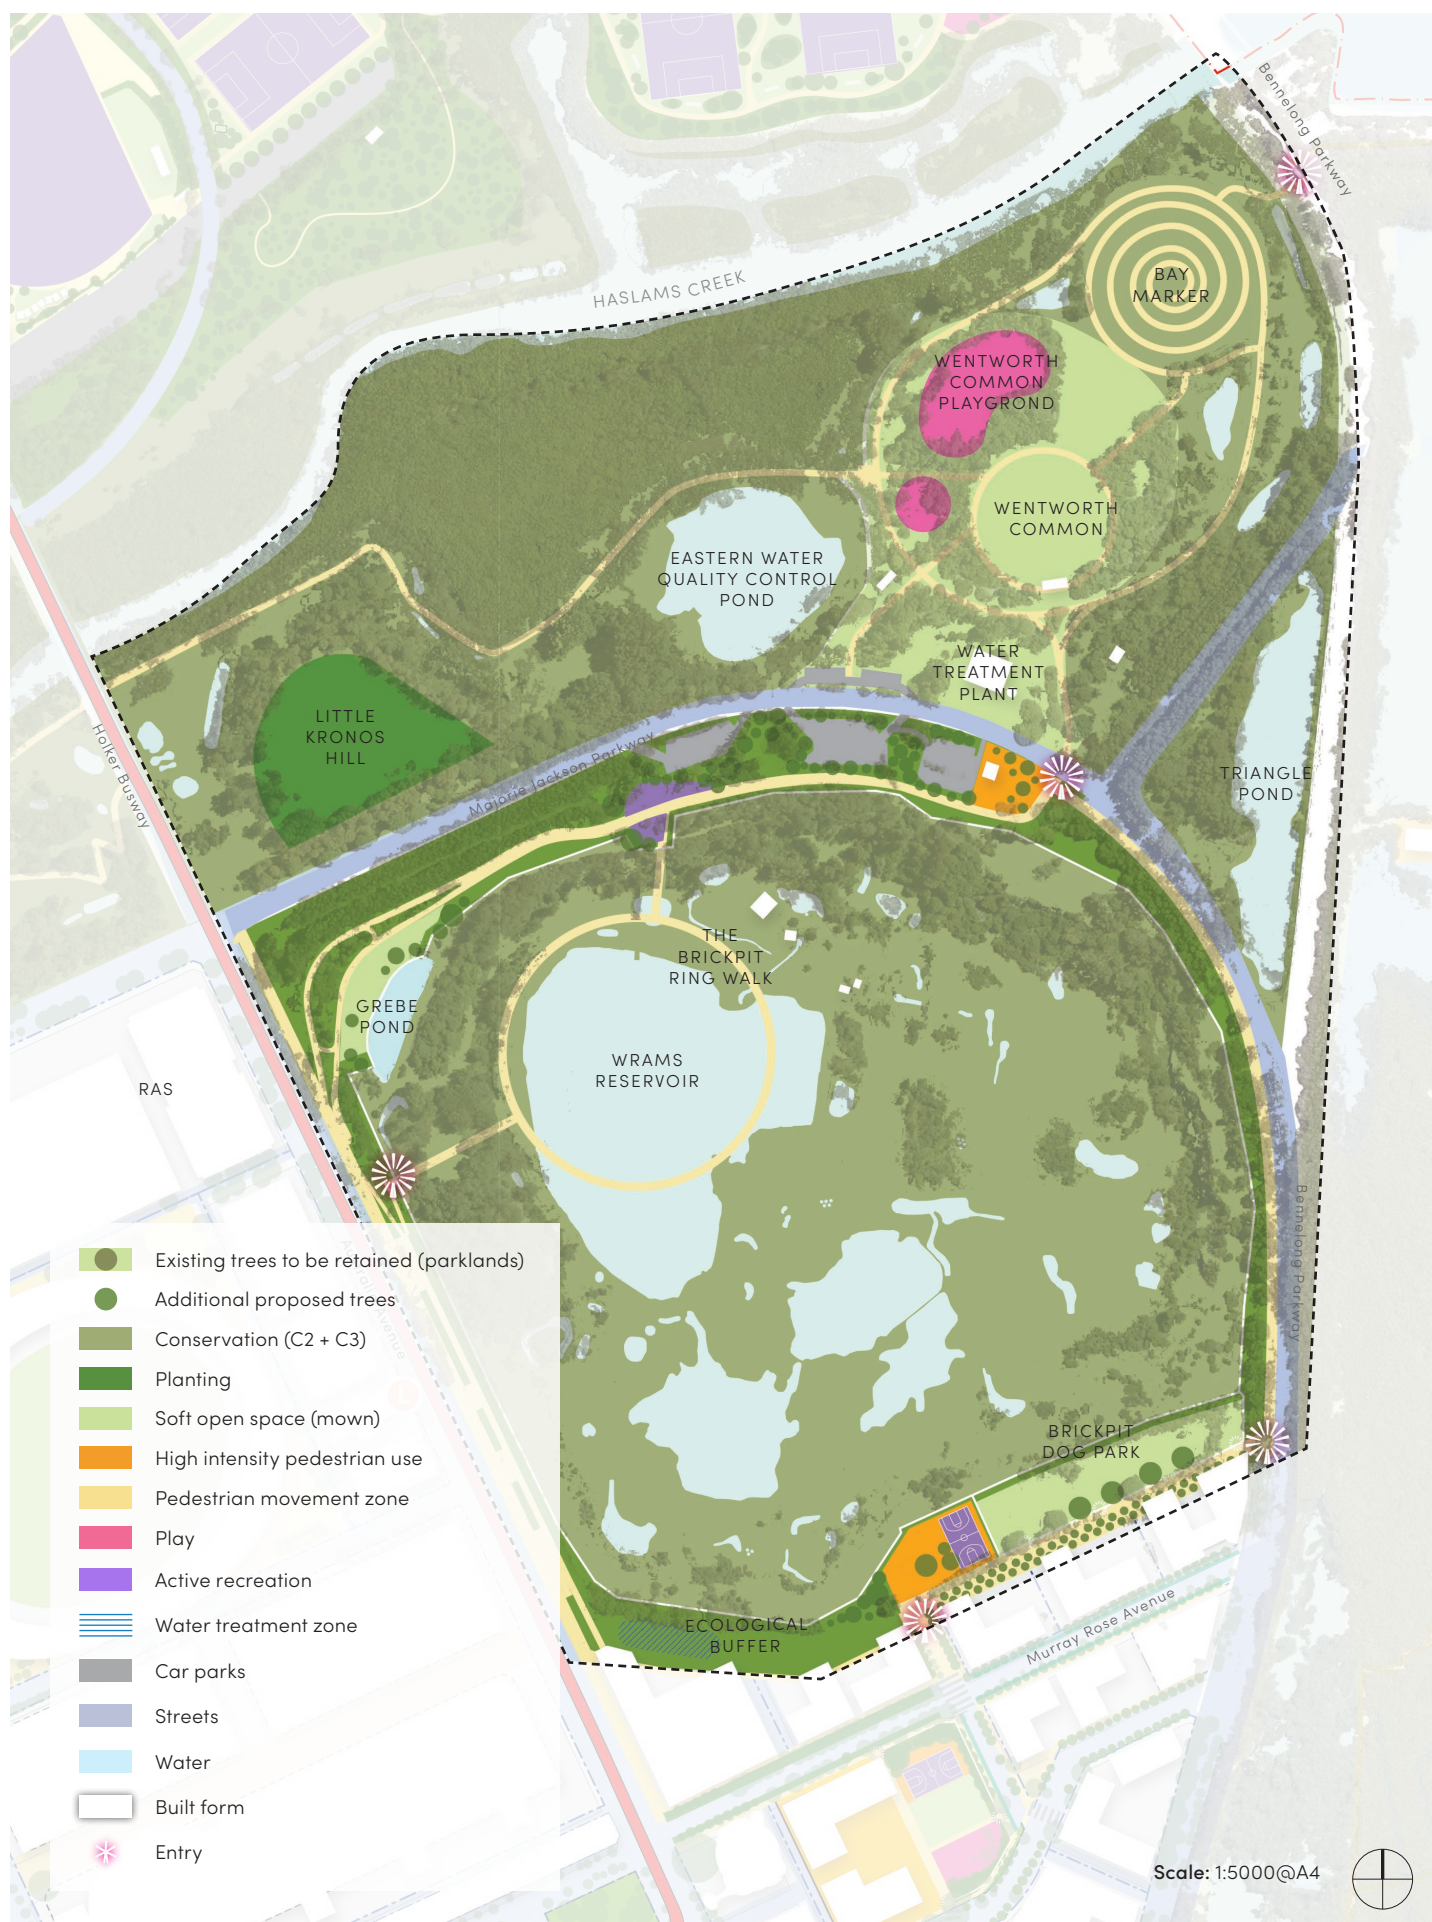 Bennelong Parkway
HASLAMS CREEK
BAY
MARKER
WENTWORTH
COMMON
PLAYGROND
WENTWORTH
COMMON
EASTERN WATER
QUALITY CONTROL
POND
WATER
TREATMENT
PLANT
LITTLE
KRONOS
HILL
Holker Busway
Marjorie Jackson Parkway
TRIANGLE
POND
THE
BRICKPIT
RING WALK
GREBE
POND
WRAMS
RESERVOIR
RAS
Bennelong Parkway
BRICKPIT
DOG PARK
ECOLOGICAL
BUFFER
Murray Rose Avenue
Existing trees to be retained (parklands)
Additional proposed trees
Conservation (C2 + C3)
Planting
Soft open space (mown)
High intensity pedestrian use
Pedestrian movement zone
Play
Active recreation
Water treatment zone
Car parks
Streets
Water
Built form
Entry
Scale: 1:5000@A4